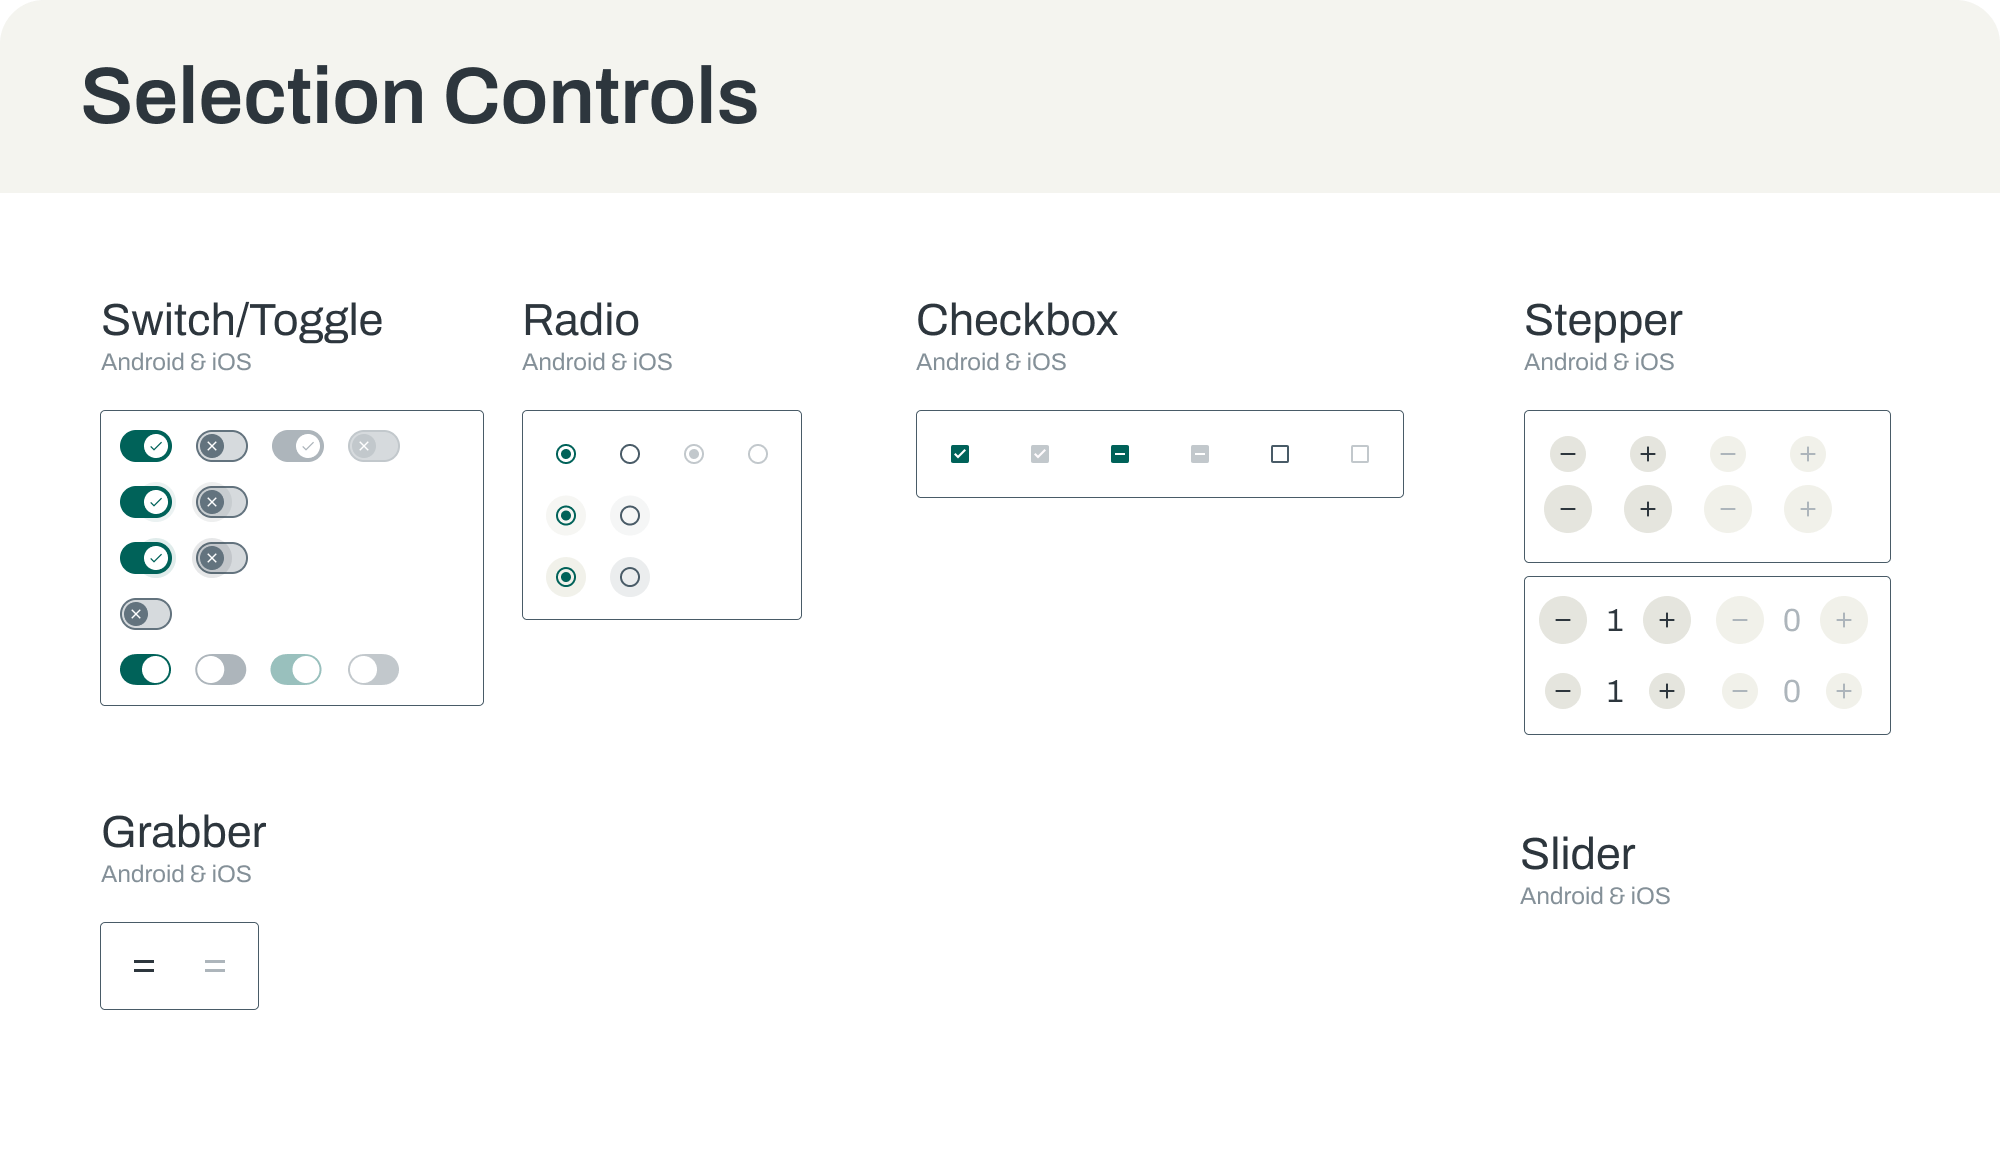 Selection Controls
Switch/Toggle
Android & iOS
Radio
Android & iOS
Checkbox
Android & iOS
Stepper
Android & iOS
1
0
1
0
Grabber
Android & iOS
Slider
Android & iOS